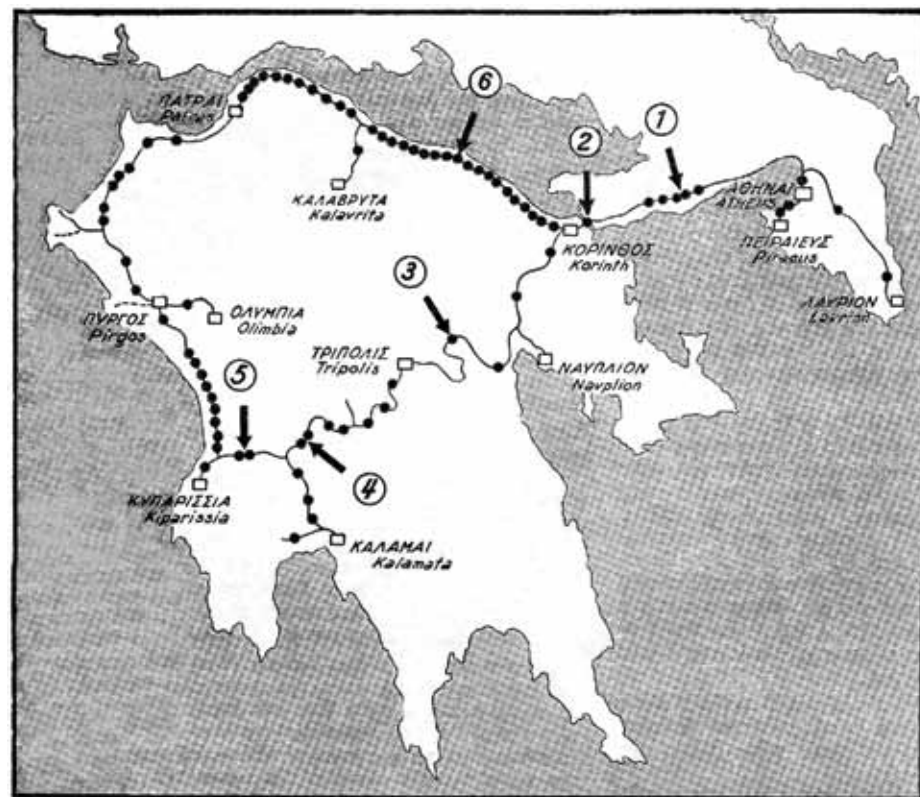 6
1
2
ΠΑΤΡΑΙ
Patras
ΑΘΗΝΑΙ
ATHENS
ΚΑΛΑΒΡΥΤΑ
Kalavrita
ΠΕΙΡΑΙΕΥΣ
Piraeus
ΚΟΡΙΝΘΟΣ
Korinth
3
ΛΑΥΡΙΟΝ
Lavrion
ΠΥΡΓΟΣ
Pirgos
ΟΛΥΜΠΙΑ
Olimbia
ΤΡΙΠΟΛΙΣ
Tripolis
ΝΑΥΠΛΙΟΝ
Navplion
5
4
ΚΥΠΑΡΙΣΣΙΑ
Kiparissia
ΚΑΛΑΜΑΙ
Kalamata